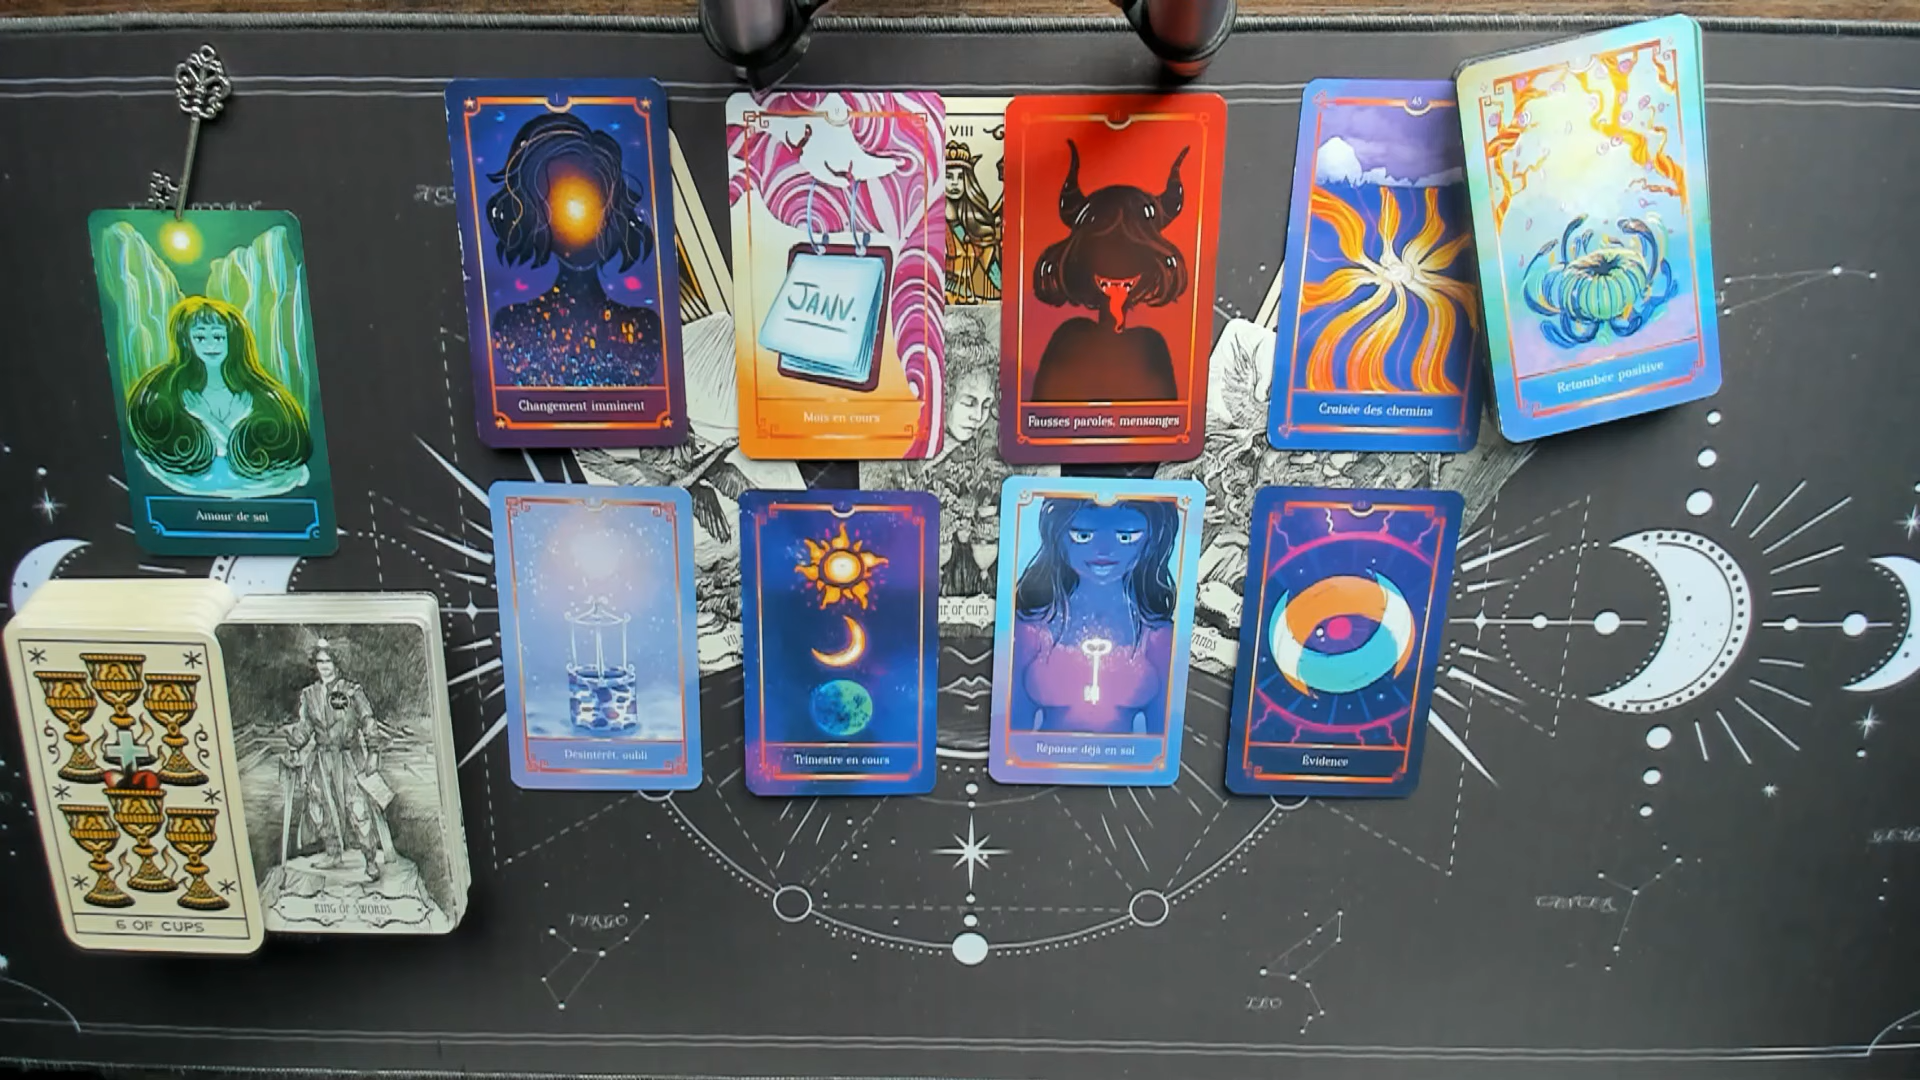 VIII
JANV.
Changement imminent
Mois en cours
Fausses paroles, mensonges
45
Croisée des chemins
Retombée positive
Amour de soi
Désintérêt, oubli
Trimestre en cours
Réponse déjà en soi
Évidence
OF CUPS
6 OF CUPS
KING OF SWORDS
VIRGO
LEO
CANCER